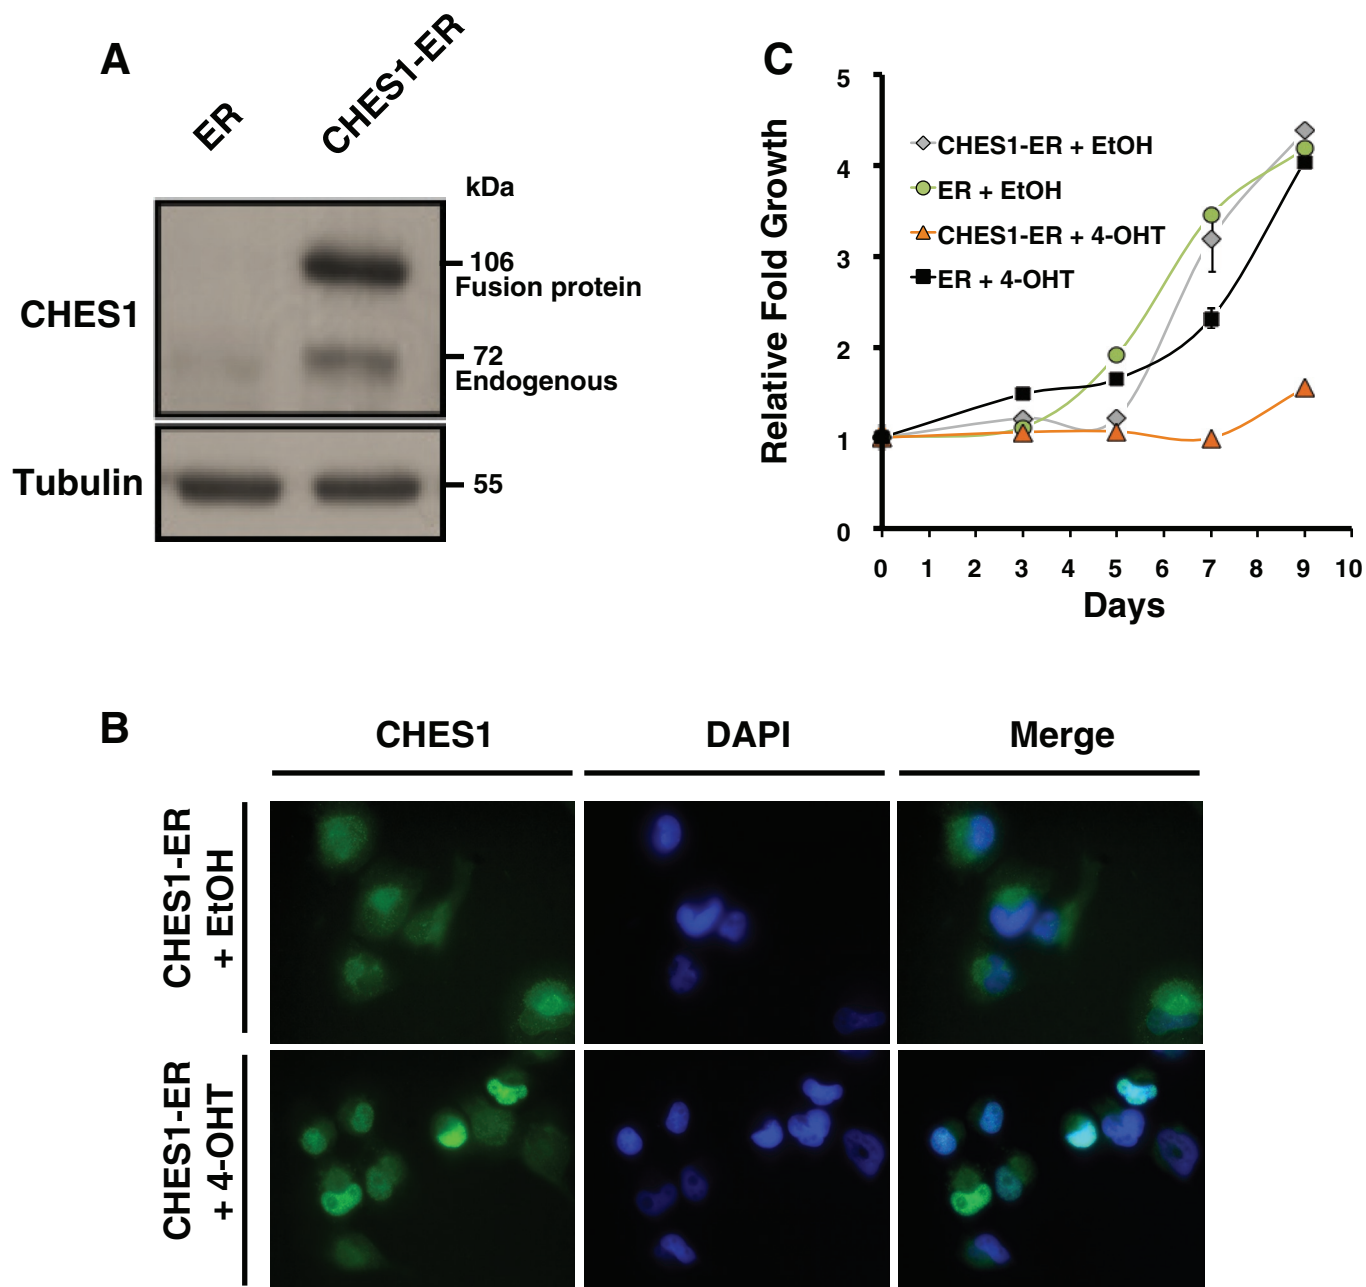 A
ER
CHES1-ER
kDa
CHES1
106
Fusion protein
72
Endogenous
Tubulin
55
C
Relative Fold Growth
5
4
3
2
1
0
CHES1-ER + EtOH
ER + EtOH
CHES1-ER + 4-OHT
ER + 4-OHT
0 1 2 3 4 5 6 7 8 9 10
Days
B
CHES1 DAPI Merge
CHES1-ER
+ EtOH
CHES1-ER
+ 4-OHT